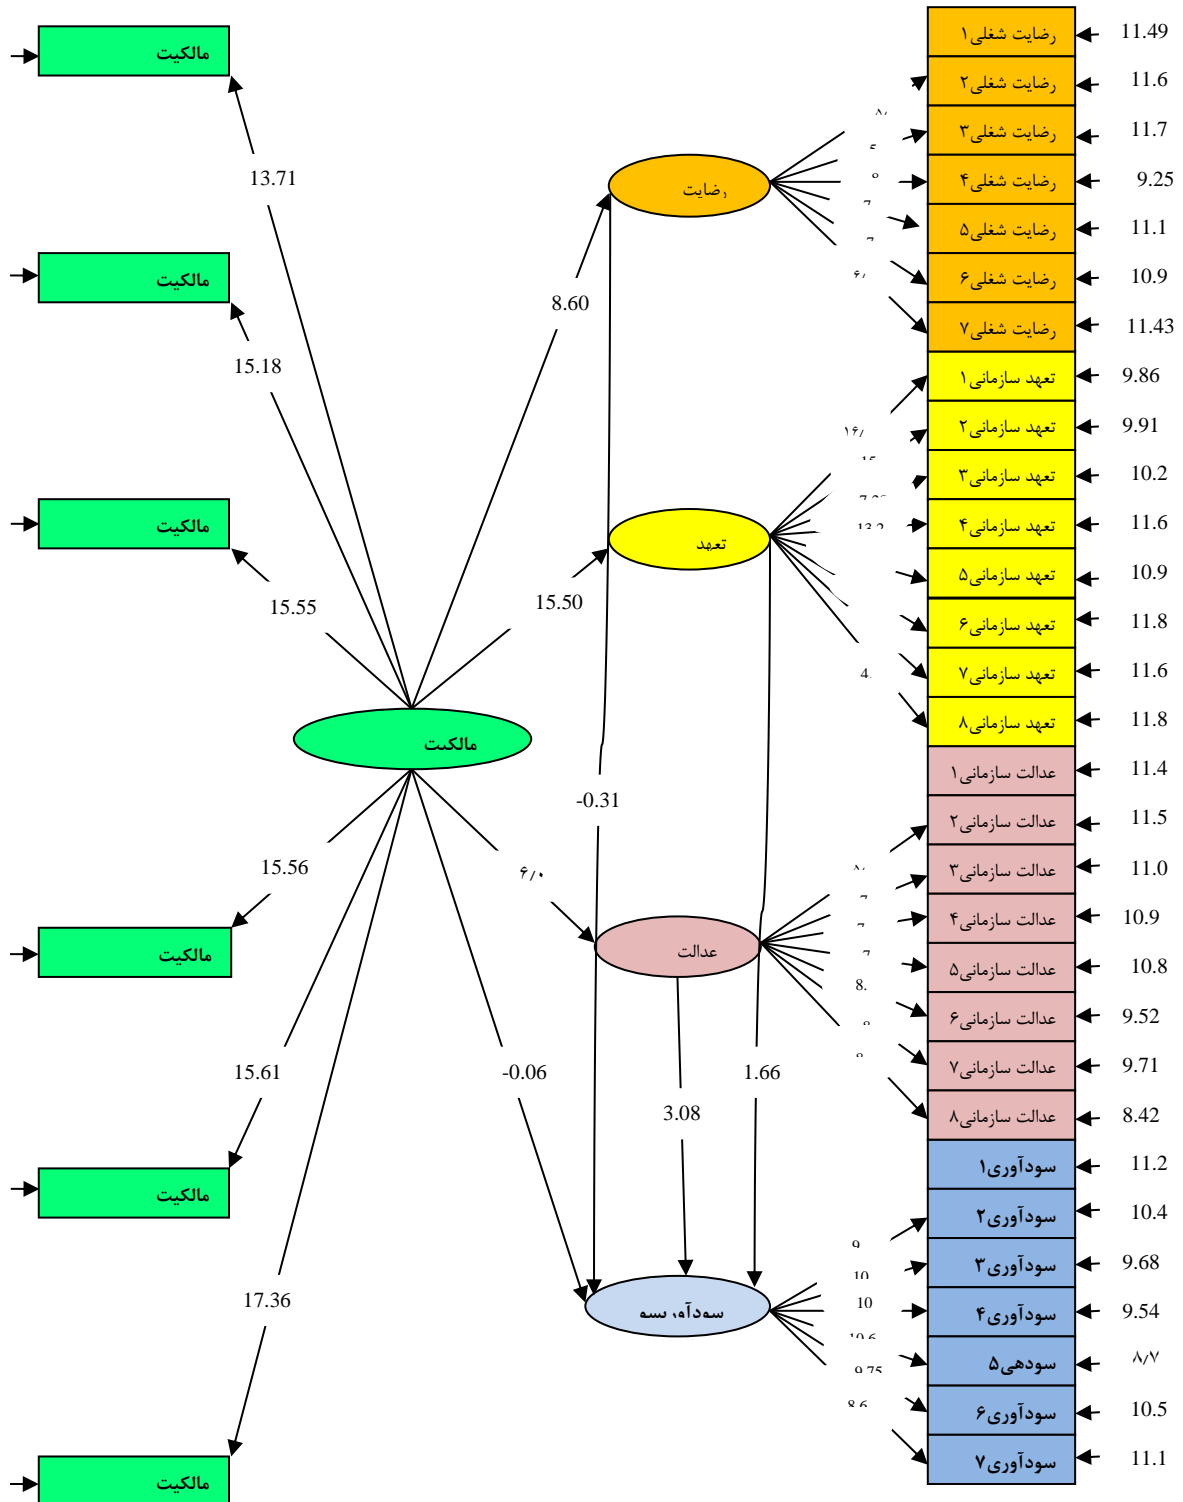 مالکیت
مالکیت
مالکیت
مالکیت
مالکیت
مالکیت
13.71
15.18
15.55
15.56
15.61
17.36
مالکیت
8.60
15.50
۶/۰
-0.31
-0.06
3.08
1.66
رضایت
تعهد
عدالت
رضایت شغلی۱ 11.49
رضایت شغلی۲ 11.6
رضایت شغلی۳ 11.7
رضایت شغلی۴ 9.25
رضایت شغلی۵ 11.1
رضایت شغلی۶ 10.9
رضایت شغلی۷ 11.43
تعهد سازمانی۱ 9.86
تعهد سازمانی۲ 9.91
تعهد سازمانی۳ 10.2
تعهد سازمانی۴ 11.6
تعهد سازمانی۵ 10.9
تعهد سازمانی۶ 11.8
تعهد سازمانی۷ 11.6
تعهد سازمانی۸ 11.8
عدالت سازمانی۱ 11.4
عدالت سازمانی۲ 11.5
عدالت سازمانی۳ 11.0
عدالت سازمانی۴ 10.9
عدالت سازمانی۵ 10.8
عدالت سازمانی۶ 9.52
عدالت سازمانی۷ 9.71
عدالت سازمانی۸ 8.42
سودآوری۱ 11.2
سودآوری۲ 10.4
سودآوری۳ 9.68
سودآوری۴ 9.54
سودهی۵ ۸/۷
سودآوری۶ 10.5
سودآوری۷ 11.1
10
10
9.75